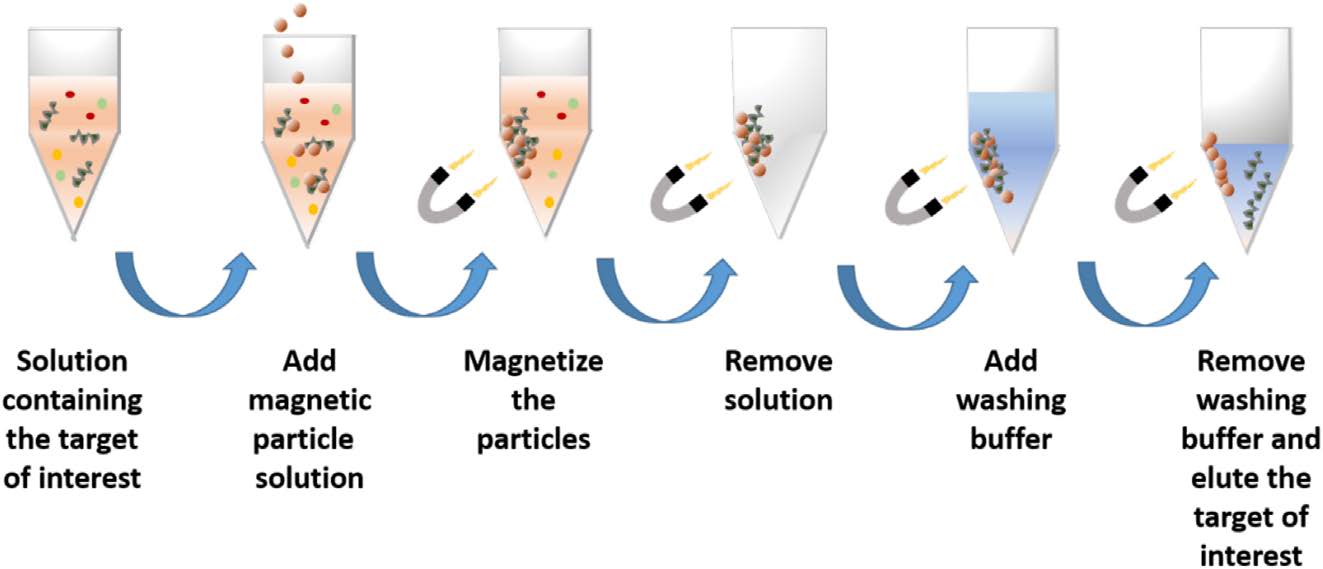 Solution
containing
the target
of interest
Add
magnetic
particle
solution
Magnetize
the
particles
Remove
solution
Add
washing
buffer
Remove
washing
buffer and
elute the
target of
interest